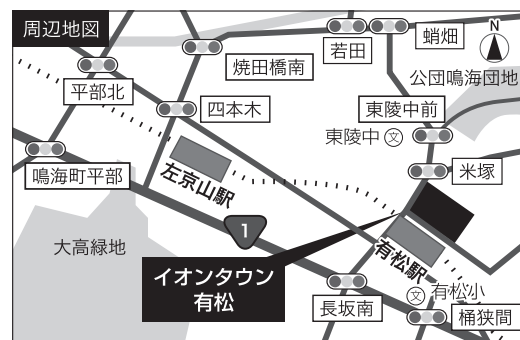 周辺地図
若田
蛸畑
N
焼田橋南
公団鳴海団地
平部北
四本木
東陵中前
東陵中 文
鳴海町平部
左京山駅
米塚
1
大高緑地
有松駅
イオンタウン
有松
文 有松小
長坂南
桶狭間